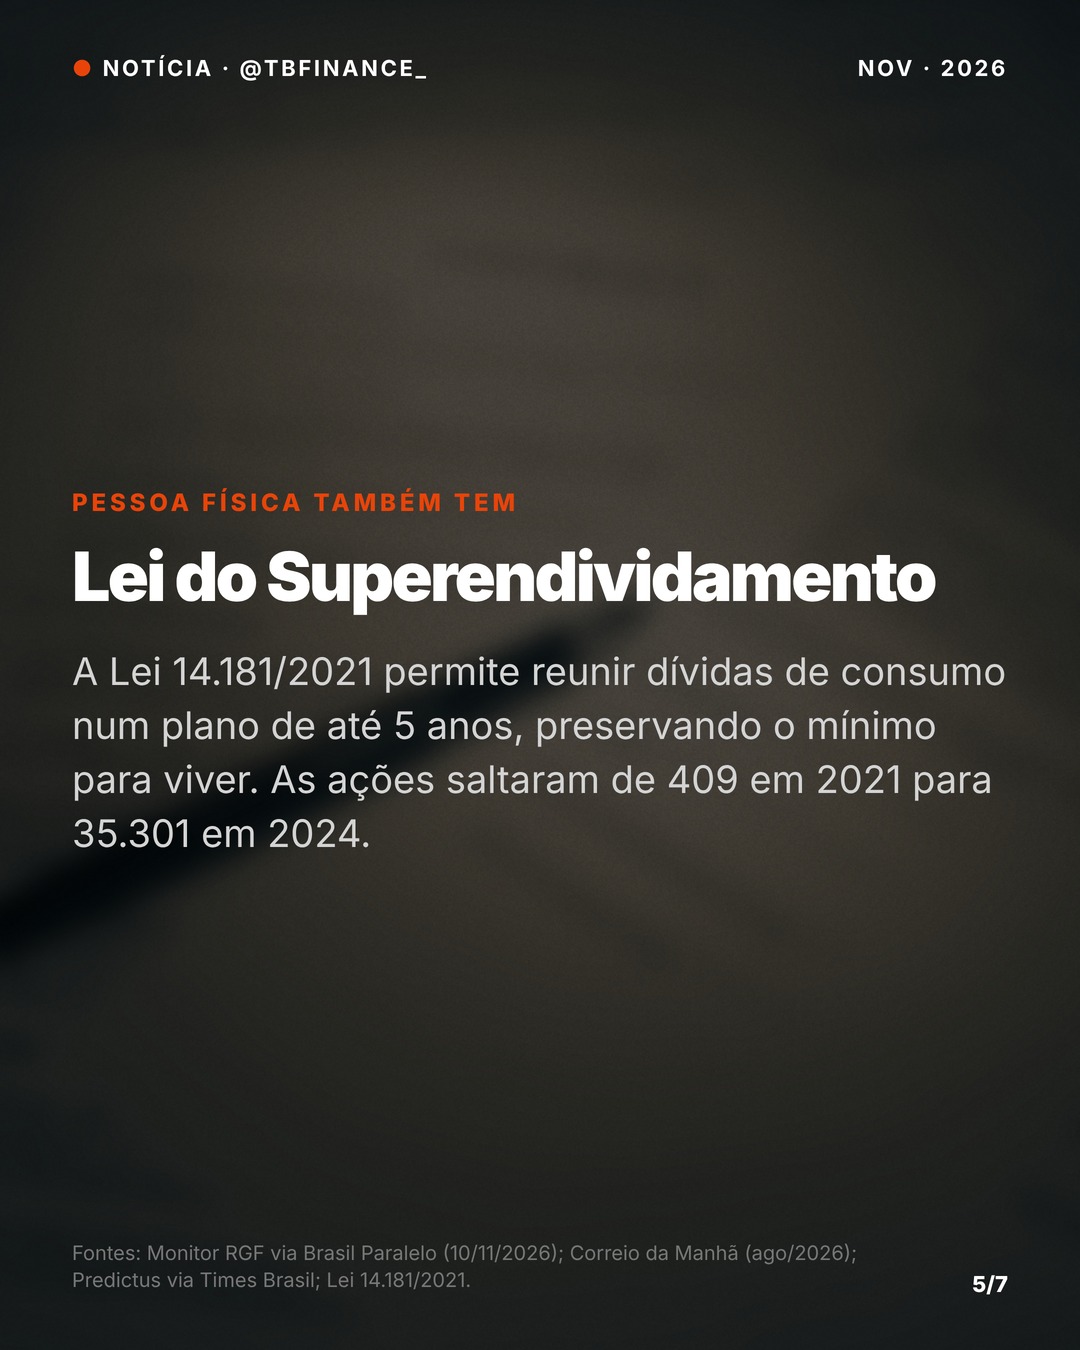 NOTÍCIA · @TBFINANCE_
NOV · 2026
PESSOA FÍSICA TAMBÉM TEM
Lei do Superendividamento
A Lei 14.181/2021 permite reunir dívidas de consumo
num plano de até 5 anos, preservando o mínimo
para viver. As ações saltaram de 409 em 2021 para
35.301 em 2024.
Fontes: Monitor RGF via Brasil Paralelo (10/11/2026); Correio da Manhã (ago/2026);
Predictus via Times Brasil; Lei 14.181/2021.
5/7